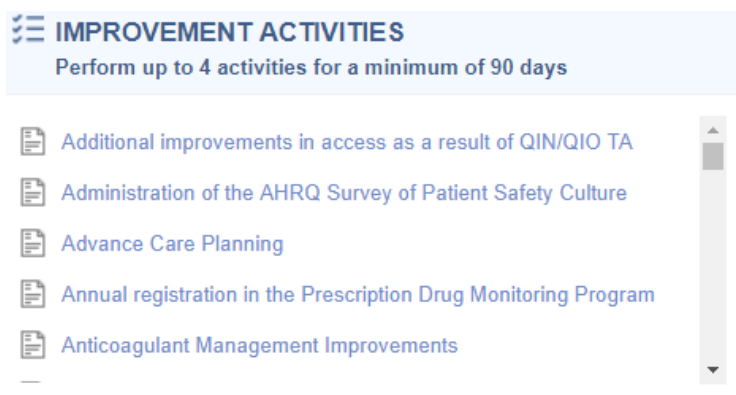 IMPROVEMENT ACTIVITIES
Perform up to 4 activities for a minimum of 90 days
Additional improvements in access as a result of QIN/QIO TA
Administration of the AHRQ Survey of Patient Safety Culture
Advance Care Planning
Annual registration in the Prescription Drug Monitoring Program
Anticoagulant Management Improvements